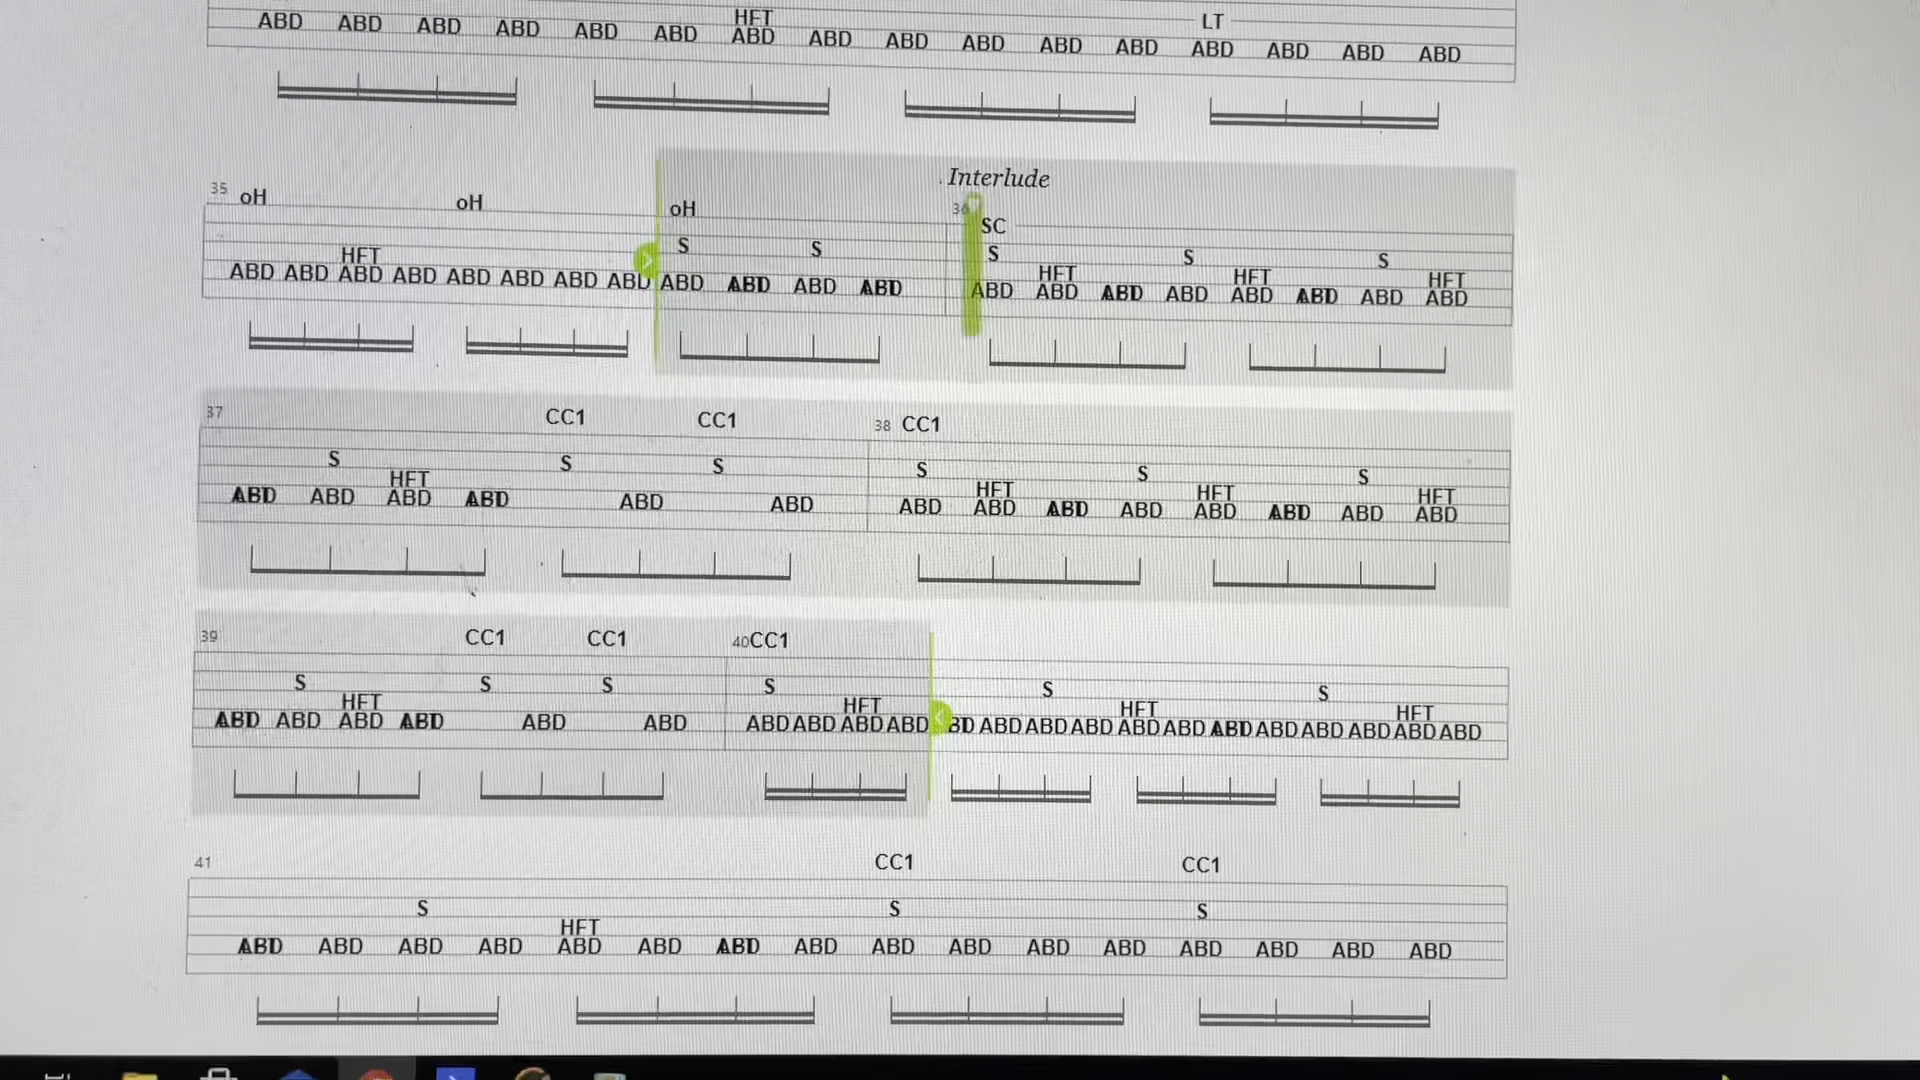 HFT LT
ABD ABD ABD ABD ABD ABD ABD ABD ABD ABD ABD ABD ABD ABD ABD ABD
Interlude
35 oH oH oH 36 SC
S S S S S
HFT HFT HFT HFT
ABD ABD ABD ABD ABD ABD ABD ABD ABD ABD ABD ABD ABD ABD ABD ABD ABD ABD ABD ABD
37 CC1 CC1 38 CC1
S S S S S S
HFT HFT HFT HFT
ABD ABD ABD ABD ABD ABD ABD ABD ABD ABD ABD ABD ABD ABD
39 CC1 CC1 40 CC1
S S S S S S
HFT HFT HFT HFT
ABD ABD ABD ABD ABD ABD ABD ABD ABD ABD BD ABD ABD ABD ABD ABD ABD ABD ABD ABD ABD ABD
41 CC1 CC1
S S S
HFT
ABD ABD ABD ABD ABD ABD ABD ABD ABD ABD ABD ABD ABD ABD ABD ABD